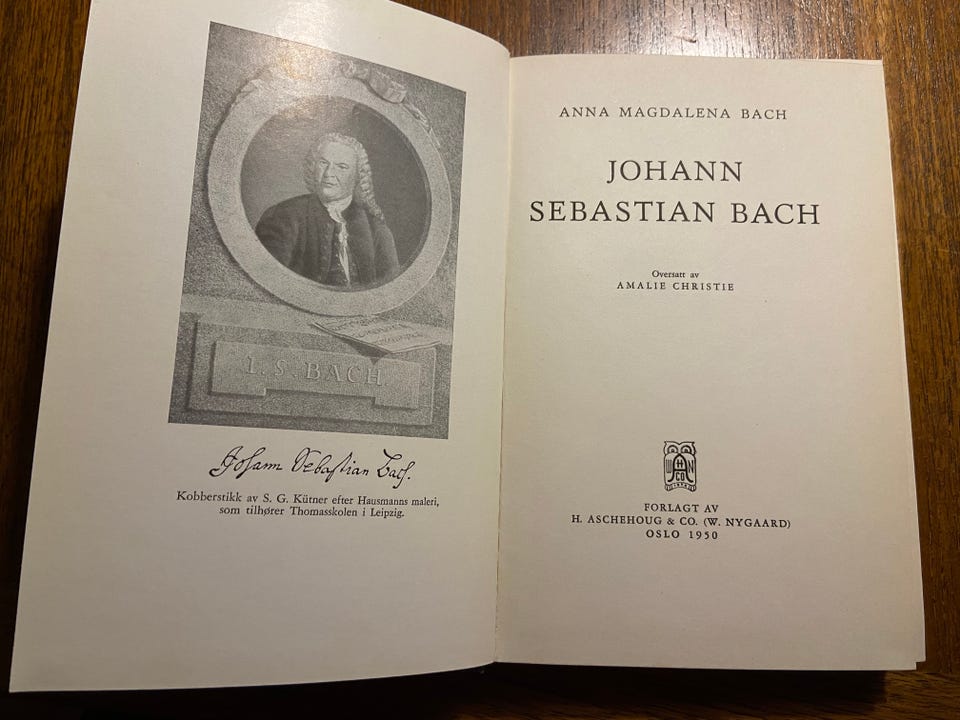 I. S. BACH.
Johann Sebastian Bach.
Kobberstikk av S. G. Kütner efter Hausmanns maleri,
som tilhører Thomasskolen i Leipzig.
ANNA MAGDALENA BACH
JOHANN
SEBASTIAN BACH
Oversatt av
AMALIE CHRISTIE
FORLAGT AV
H. ASCHEHOUG & CO. (W. NYGAARD)
OSLO 1950